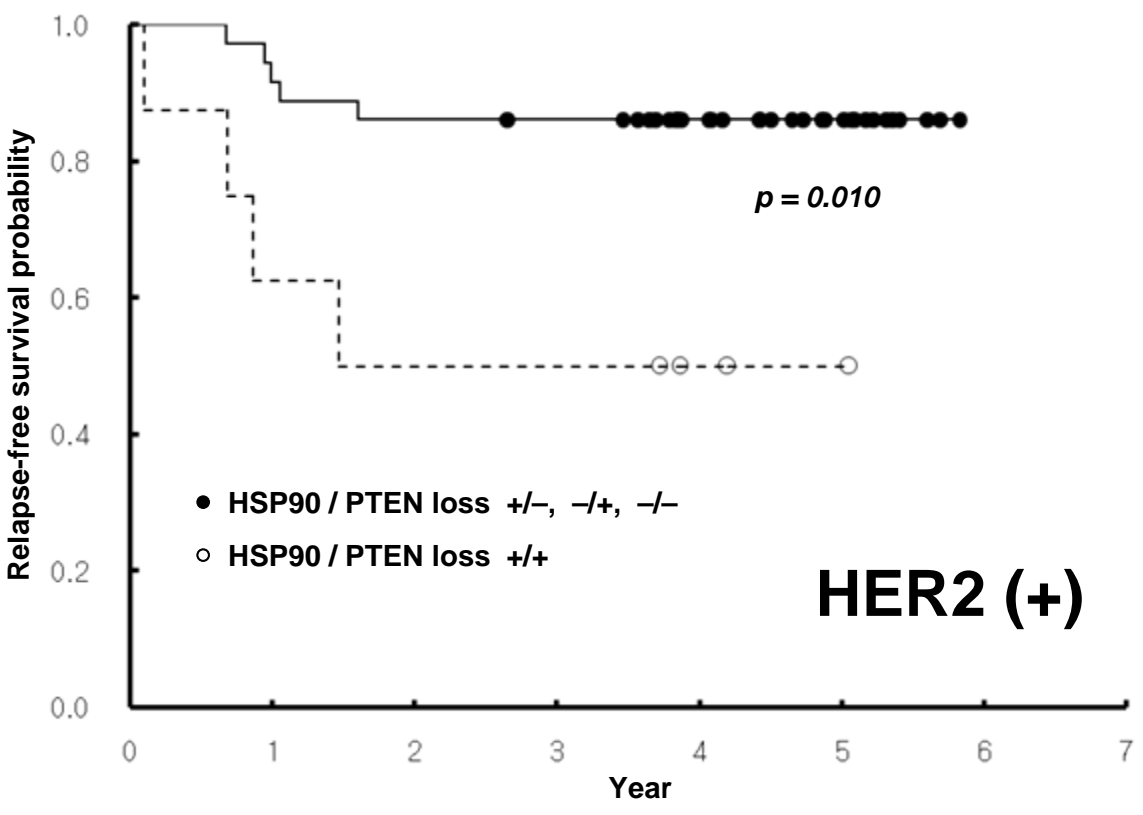 1.0
0.8
0.6
0.4
0.2
0.0
Relapse-free survival probability
p = 0.010
HSP90 / PTEN loss +/–, –/+, –/–
HSP90 / PTEN loss +/+
HER2 (+)
0 1 2 3 4 5 6 7
Year